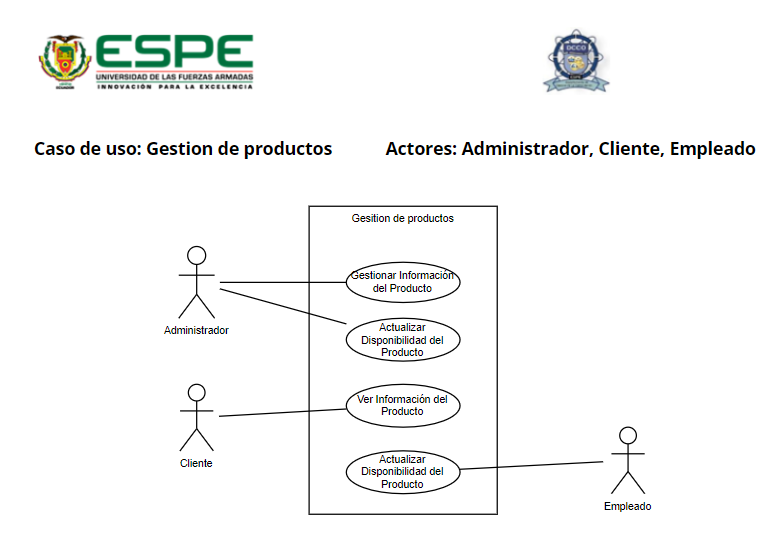 ESPE
UNIVERSIDAD DE LAS FUERZAS ARMADAS
INNOVACIÓN PARA LA EXCELENCIA
ECUADOR
DCCO
Caso de uso: Gestion de productos
Actores: Administrador, Cliente, Empleado
Gesition de productos
Gestionar Información
del Producto
Administrador
Actualizar
Disponibilidad del
Producto
Ver Información del
Producto
Cliente
Actualizar
Disponibilidad del
Producto
Empleado